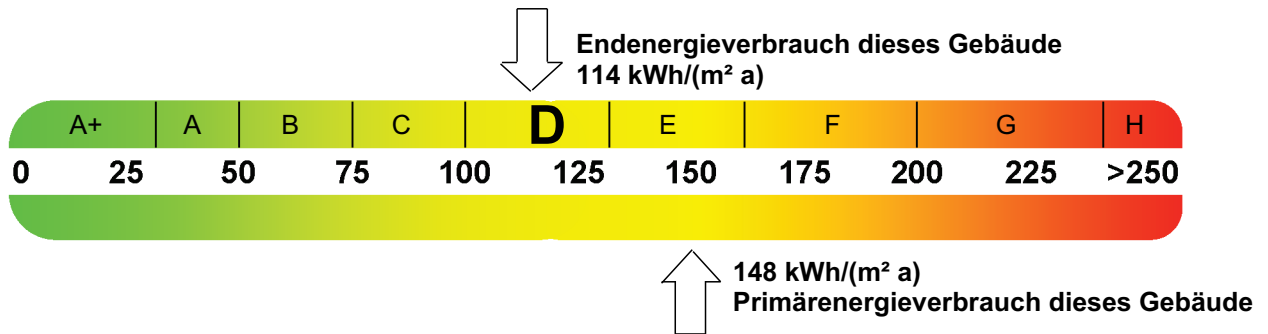 Endenergieverbrauch dieses Gebäude
114 kWh/(m² a)
A+ A B C D E F G H
0 25 50 75 100 125 150 175 200 225 >250
148 kWh/(m² a)
Primärenergieverbrauch dieses Gebäude